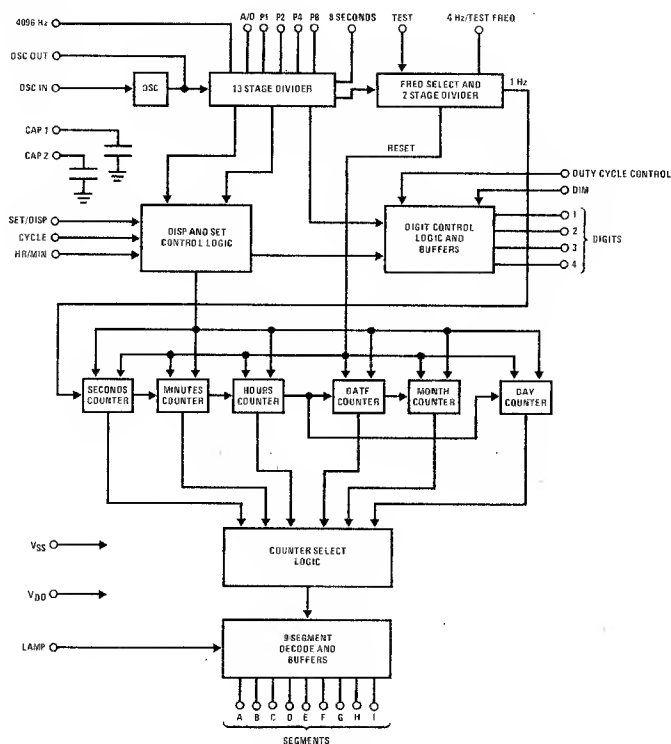 A/D P1 P2 P4 P8 8 SECONDS TEST 4 Hz/TEST FREQ
4096 Hz
OSC OUT
OSC IN
OSC
13 STAGE DIVIDER
FREQ SELECT AND
2 STAGE DIVIDER
1 Hz
CAP 1
CAP 2
RESET
DUTY CYCLE CONTROL
DIM
SET/DISP
CYCLE
HR/MIN
DISP AND SET
CONTROL LOGIC
DIGIT CONTROL
LOGIC AND
BUFFERS
1
2
3
4
DIGITS
SECONDS
COUNTER
MINUTES
COUNTER
HOURS
COUNTER
DATE
COUNTER
MONTH
COUNTER
DAY
COUNTER
COUNTER SELECT
LOGIC
VSS
VDD
LAMP
9 SEGMENT
DECODE AND
BUFFERS
A B C D E F G H I
SEGMENTS